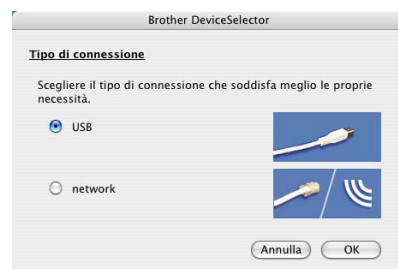 Brother DeviceSelector
Tipo di connessione
Scegliere il tipo di connessione che soddisfa meglio le proprie
necessità.
USB
network
Annulla
OK